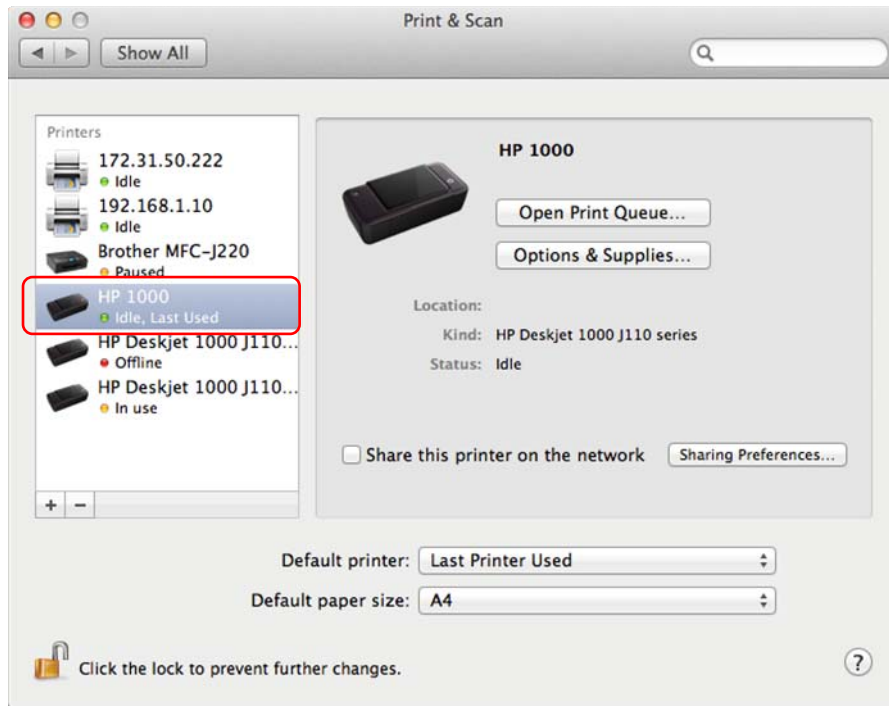 Print & Scan
Show All
Printers
172.31.50.222
Idle
192.168.1.10
Idle
Brother MFC-J220
Paused
HP 1000
Idle, Last Used
HP Deskjet 1000 J110...
Offline
HP Deskjet 1000 J110...
In use
+ −
HP 1000
Open Print Queue...
Options & Supplies...
Location:
Kind: HP Deskjet 1000 J110 series
Status: Idle
Share this printer on the network Sharing Preferences...
Default printer: Last Printer Used
Default paper size: A4
Click the lock to prevent further changes. ?